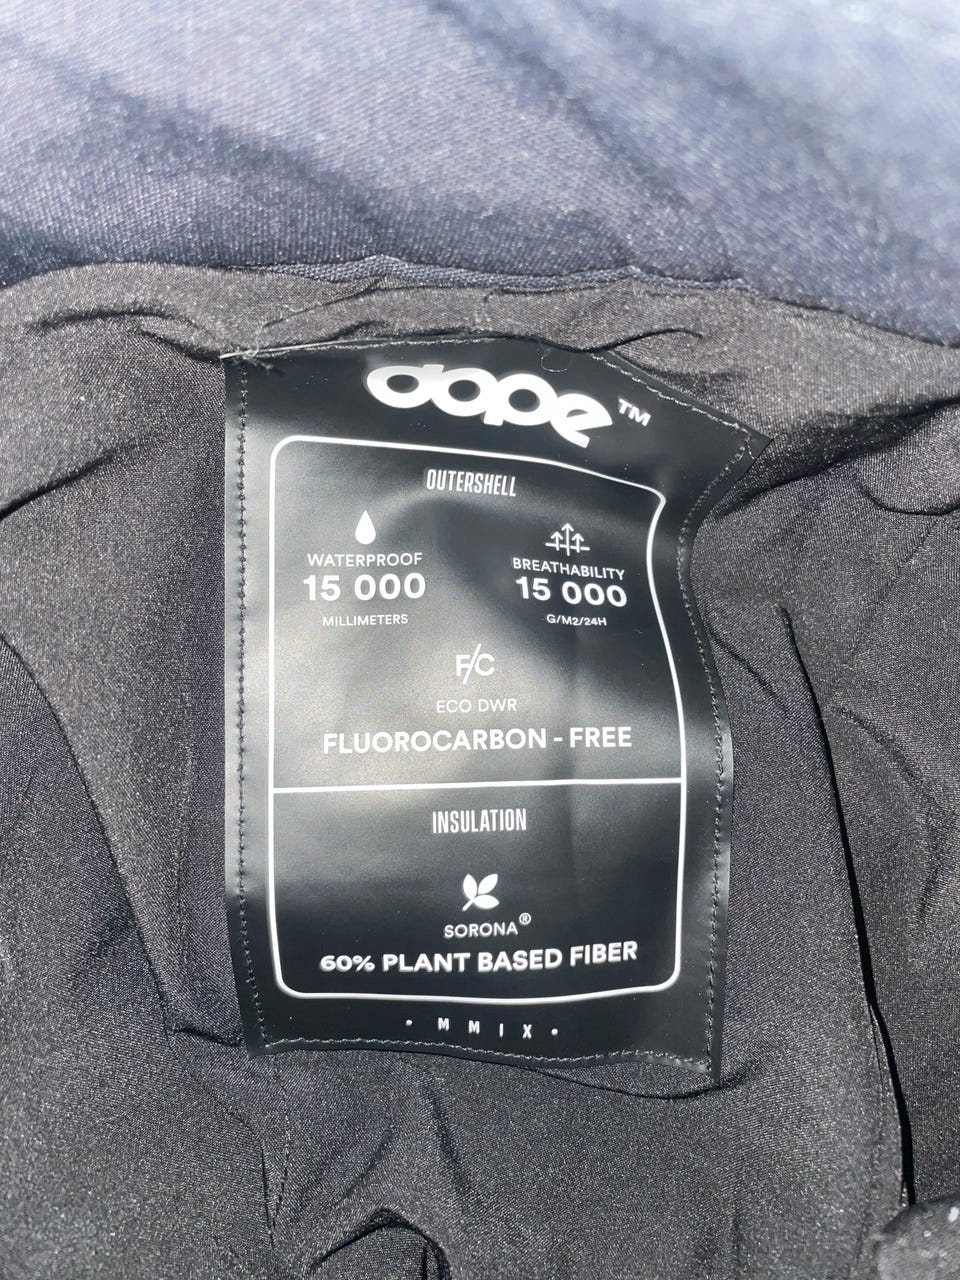 dope™
OUTERSHELL
WATERPROOF
15 000
MILLIMETERS
BREATHABILITY
15 000
G/M2/24H
F/C
ECO DWR
FLUOROCARBON - FREE
INSULATION
SORONA®
60% PLANT BASED FIBER
• M M I X •